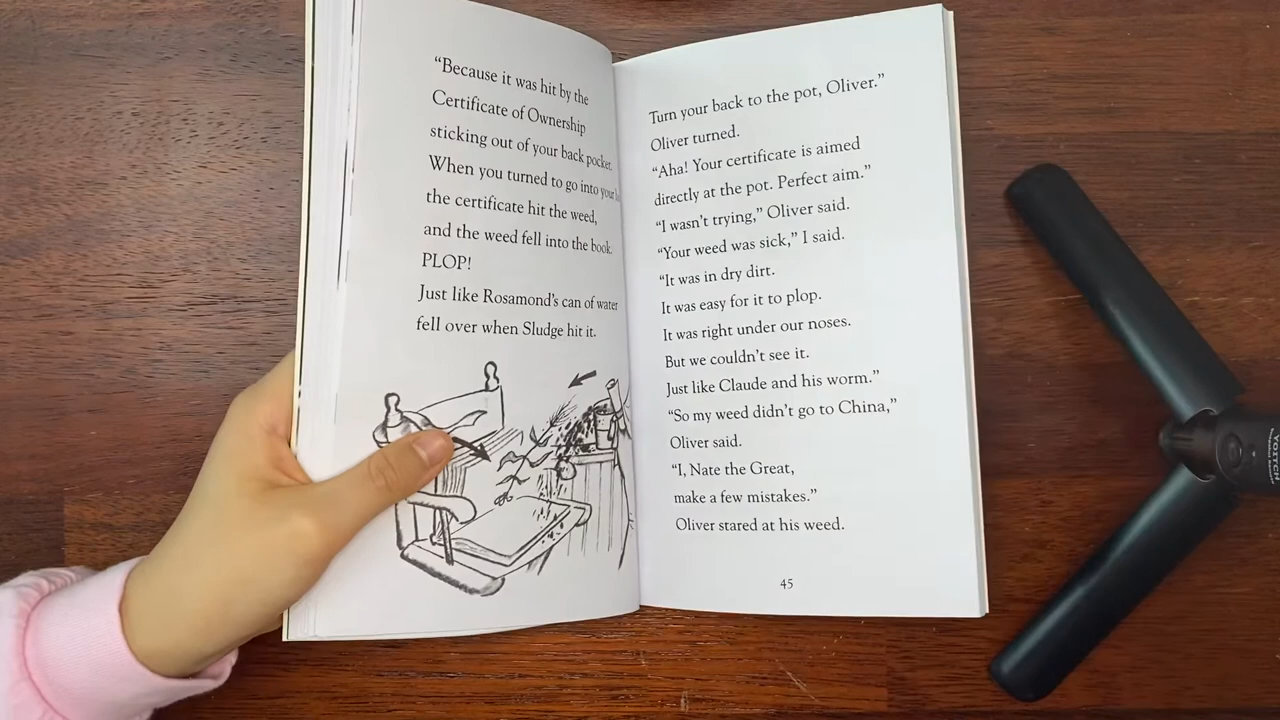 “Because it was hit by the
Certificate of Ownership
sticking out of your back pocket.
When you turned to go into your
the certificate hit the weed,
and the weed fell into the book.
PLOP!
Just like Rosamond’s can of water
fell over when Sludge hit it.
Turn your back to the pot, Oliver.”
Oliver turned.
“Aha! Your certificate is aimed
directly at the pot. Perfect aim.”
“I wasn’t trying,” Oliver said.
“Your weed was sick,” I said.
“It was in dry dirt.
It was easy for it to plop.
It was right under our noses.
But we couldn’t see it.
Just like Claude and his worm.”
“So my weed didn’t go to China,”
Oliver said.
“I, Nate the Great,
make a few mistakes.”
Oliver stared at his weed.
45
YOITCH